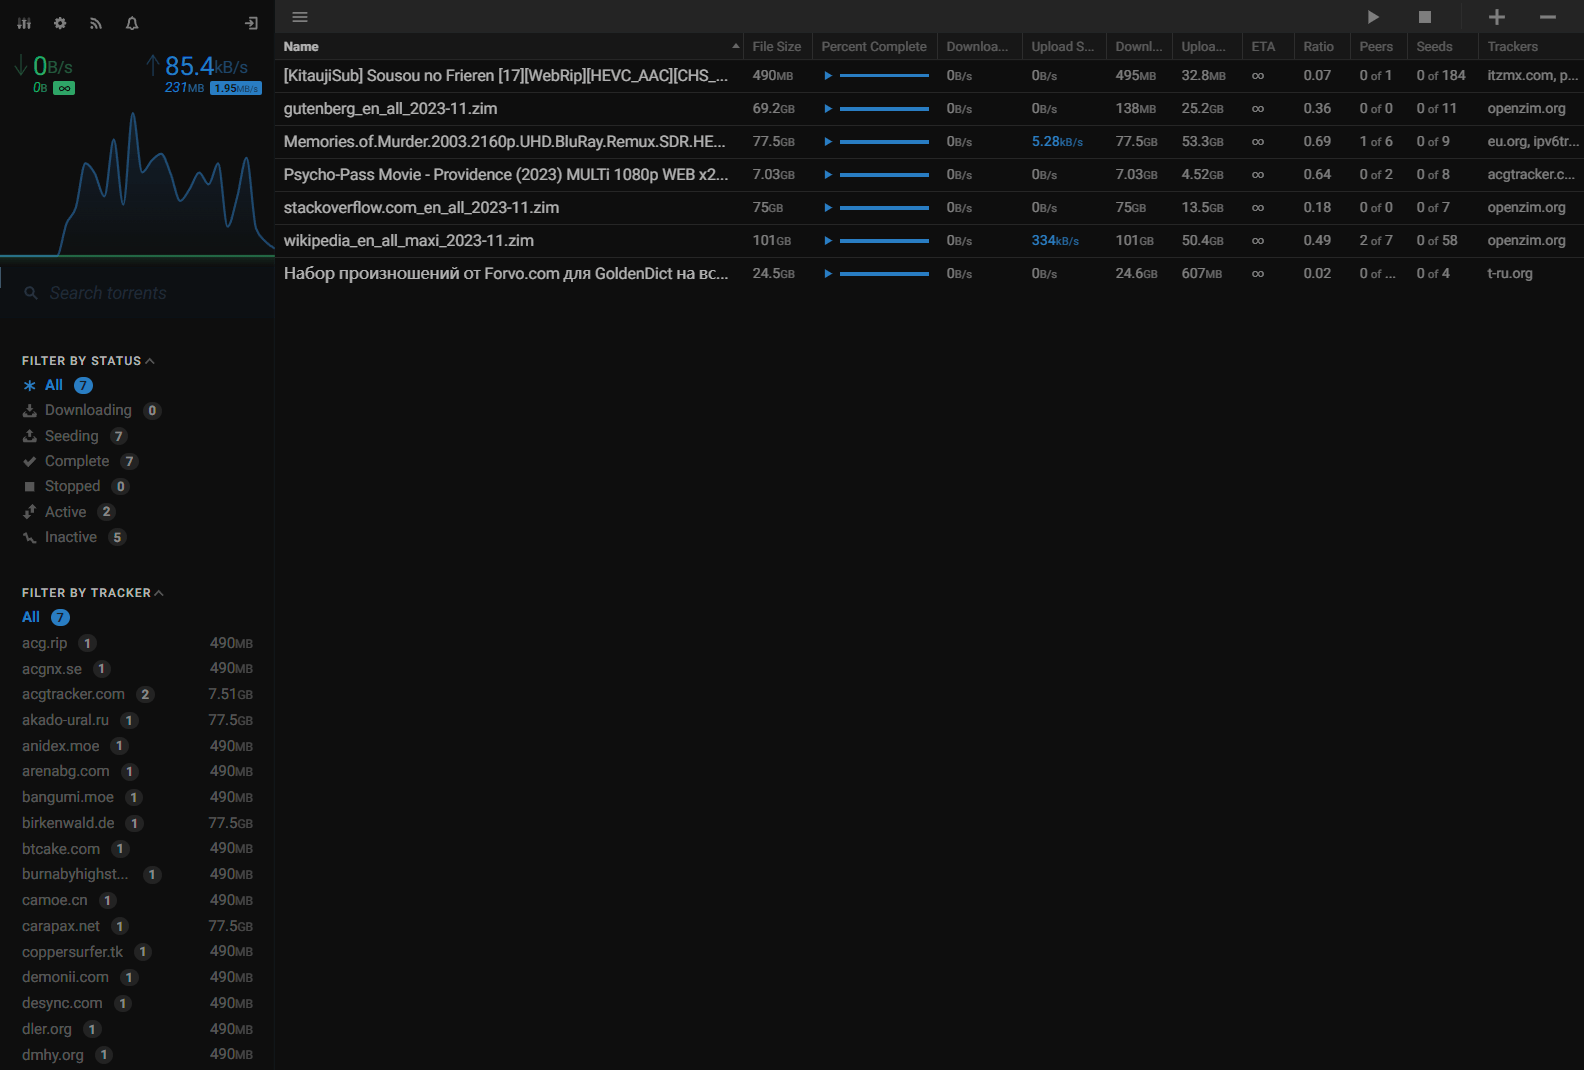 0B/s
85.4kB/s
0B ∞
231MB 1.95MB/s
Search torrents
FILTER BY STATUS
All 7
Downloading 0
Seeding 7
Complete 7
Stopped 0
Active 2
Inactive 5
FILTER BY TRACKER
All 7
acg.rip 1 490MB
acgnx.se 1 490MB
acgtracker.com 2 7.51GB
akado-ural.ru 1 77.5GB
anidex.moe 1 490MB
arenabg.com 1 490MB
bangumi.moe 1 490MB
birkenwald.de 1 77.5GB
btcake.com 1 490MB
burnabyhighst... 1 490MB
camoe.cn 1 490MB
carapax.net 1 77.5GB
coppersurfer.tk 1 490MB
demonii.com 1 490MB
desync.com 1 490MB
dler.org 1 490MB
dmhy.org 1 490MB
Name File Size Percent Complete Downloa... Upload S... Downl... Uploa... ETA Ratio Peers Seeds Trackers
[KitaujiSub] Sousou no Frieren [17][WebRip][HEVC_AAC][CHS_... 490MB 0B/s 0B/s 495MB 32.8MB ∞ 0.07 0 of 1 0 of 184 itzmx.com, p...
gutenberg_en_all_2023-11.zim 69.2GB 0B/s 0B/s 138MB 25.2GB ∞ 0.36 0 of 0 0 of 11 openzim.org
Memories.of.Murder.2003.2160p.UHD.BluRay.Remux.SDR.HE... 77.5GB 0B/s 5.28kB/s 77.5GB 53.3GB ∞ 0.69 1 of 6 0 of 9 eu.org, ipv6tr...
Psycho-Pass Movie - Providence (2023) MULTi 1080p WEB x2... 7.03GB 0B/s 0B/s 7.03GB 4.52GB ∞ 0.64 0 of 2 0 of 8 acgtracker.c...
stackoverflow.com_en_all_2023-11.zim 75GB 0B/s 0B/s 75GB 13.5GB ∞ 0.18 0 of 0 0 of 7 openzim.org
wikipedia_en_all_maxi_2023-11.zim 101GB 0B/s 334kB/s 101GB 50.4GB ∞ 0.49 2 of 7 0 of 58 openzim.org
Набор произношений от Forvo.com для GoldenDict на вс... 24.5GB 0B/s 0B/s 24.6GB 607MB ∞ 0.02 0 of ... 0 of 4 t-ru.org